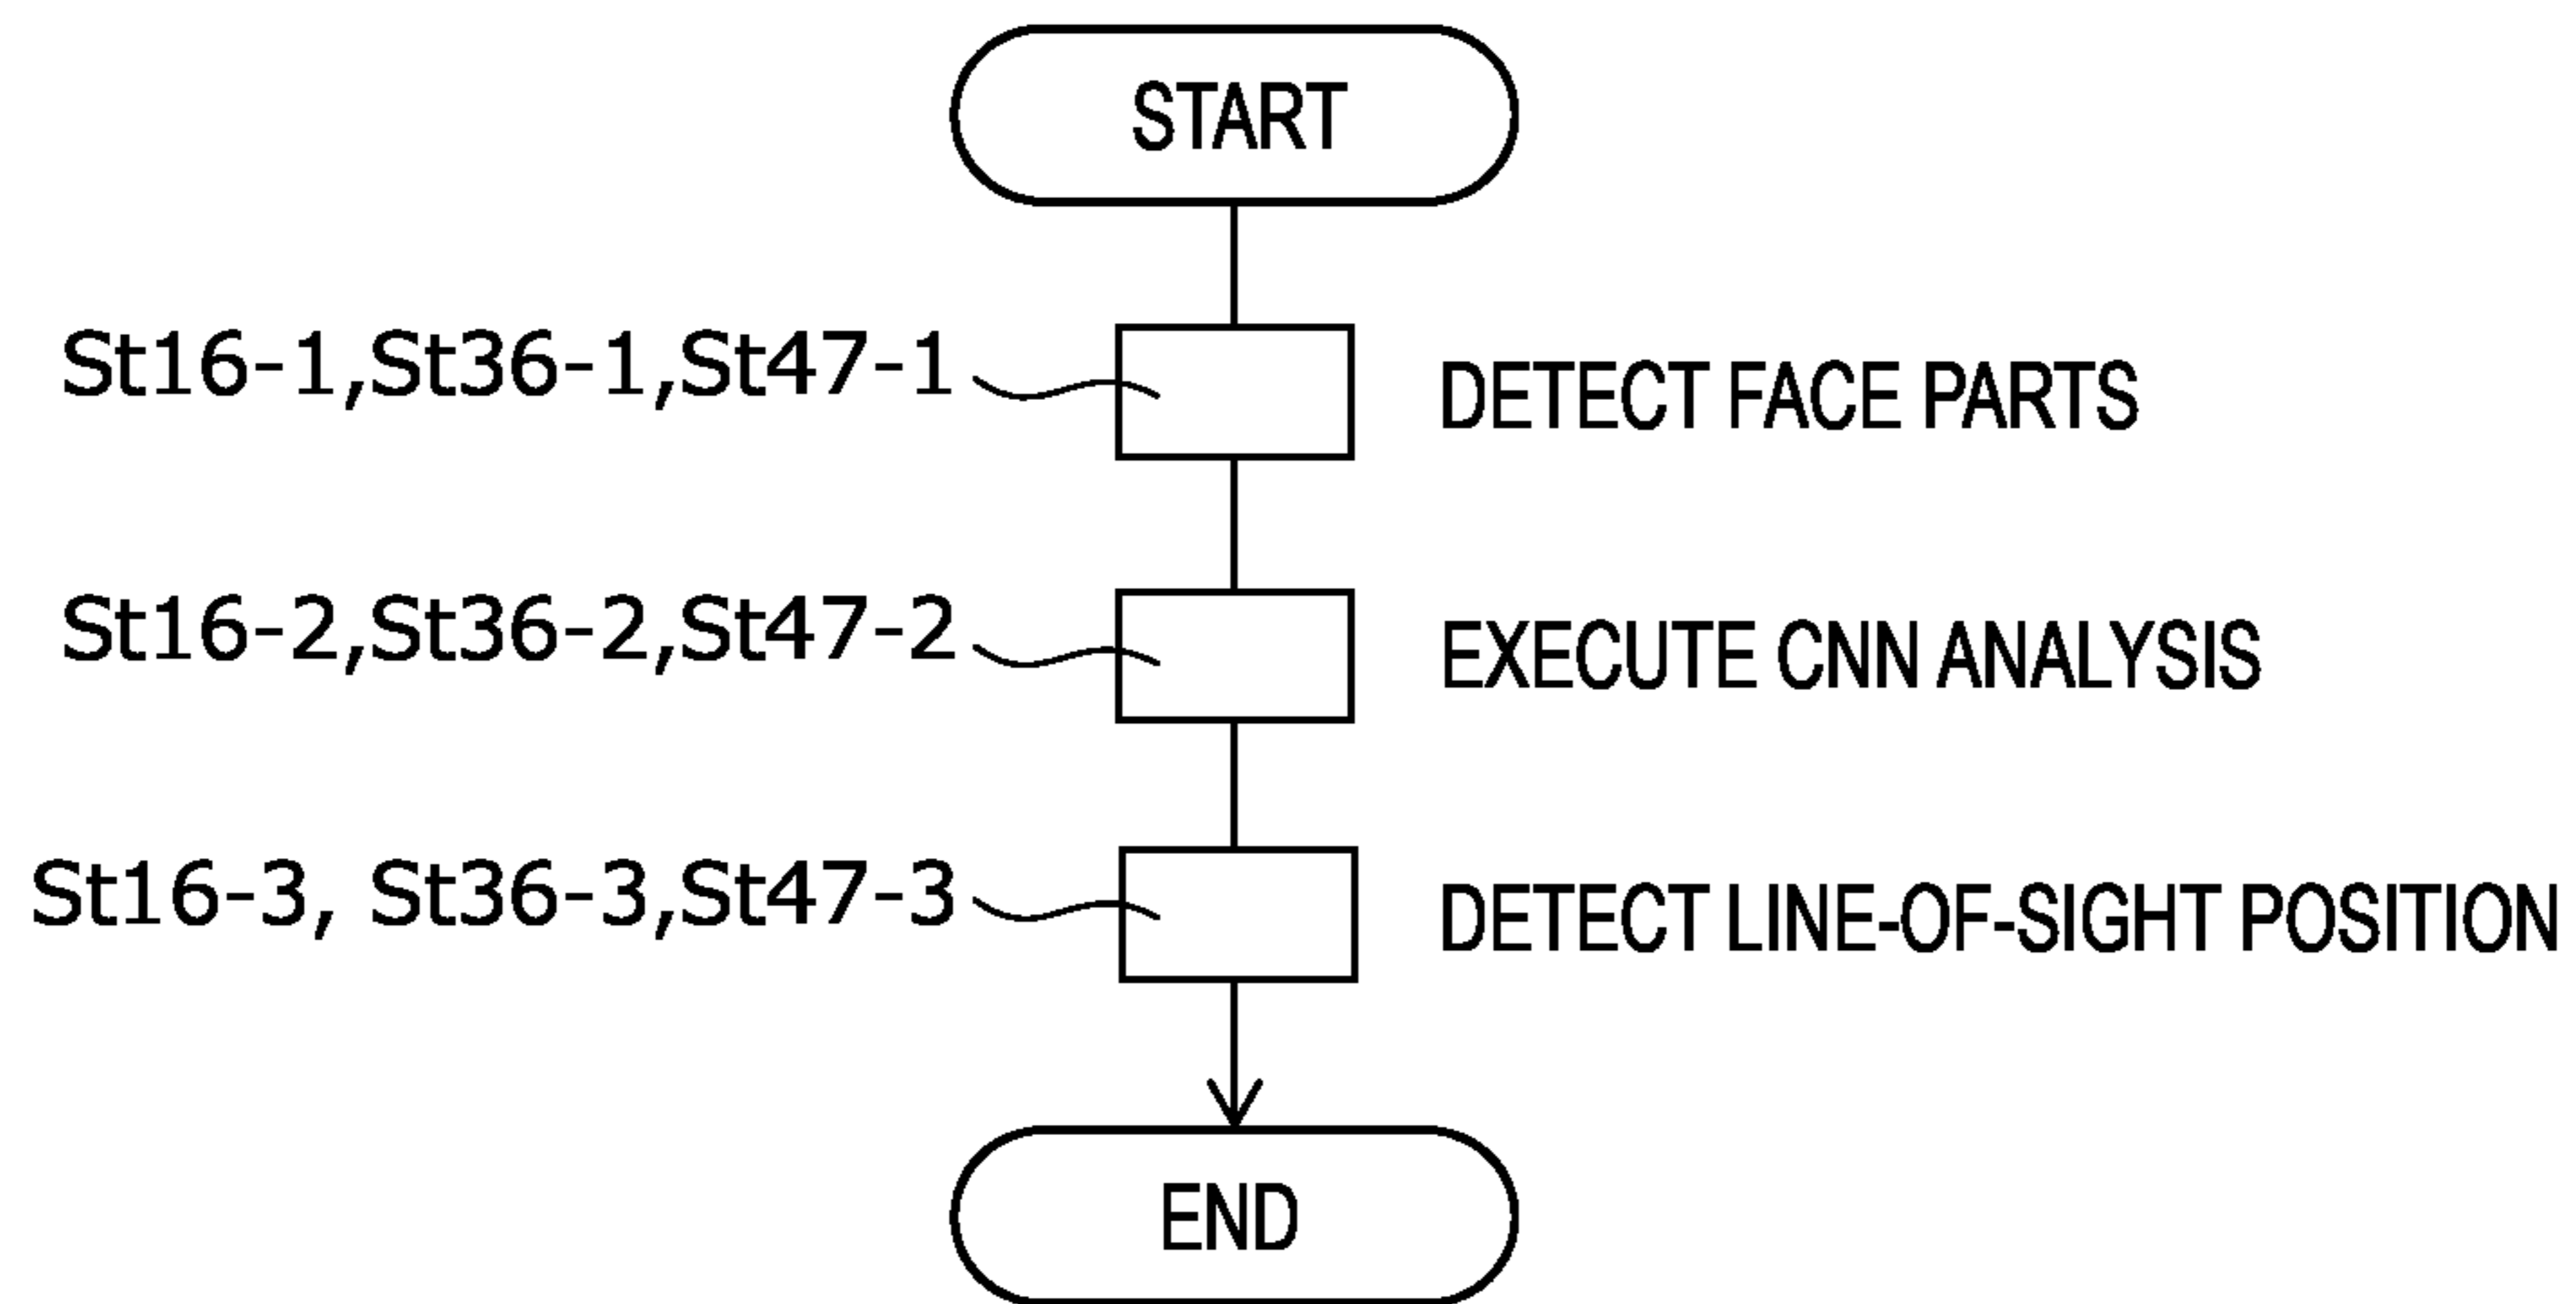 START
St16-1,St36-1,St47-1 DETECT FACE PARTS
St16-2,St36-2,St47-2 EXECUTE CNN ANALYSIS
St16-3, St36-3,St47-3 DETECT LINE-OF-SIGHT POSITION
END